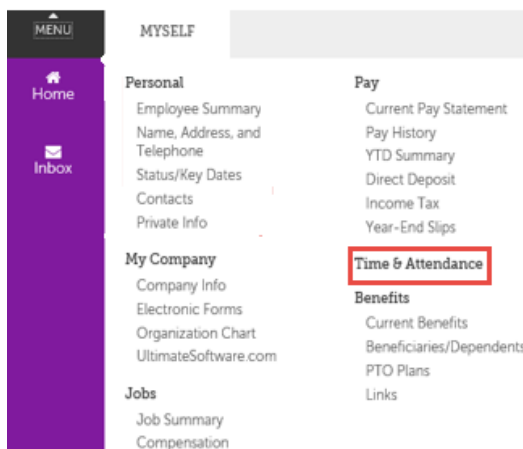 MENU
MYSELF
Home
Inbox
Personal
Employee Summary
Name, Address, and
Telephone
Status/Key Dates
Contacts
Private Info
My Company
Company Info
Electronic Forms
Organization Chart
UltimateSoftware.com
Jobs
Job Summary
Compensation
Pay
Current Pay Statement
Pay History
YTD Summary
Direct Deposit
Income Tax
Year-End Slips
Time & Attendance
Benefits
Current Benefits
Beneficiaries/Dependents
PTO Plans
Links